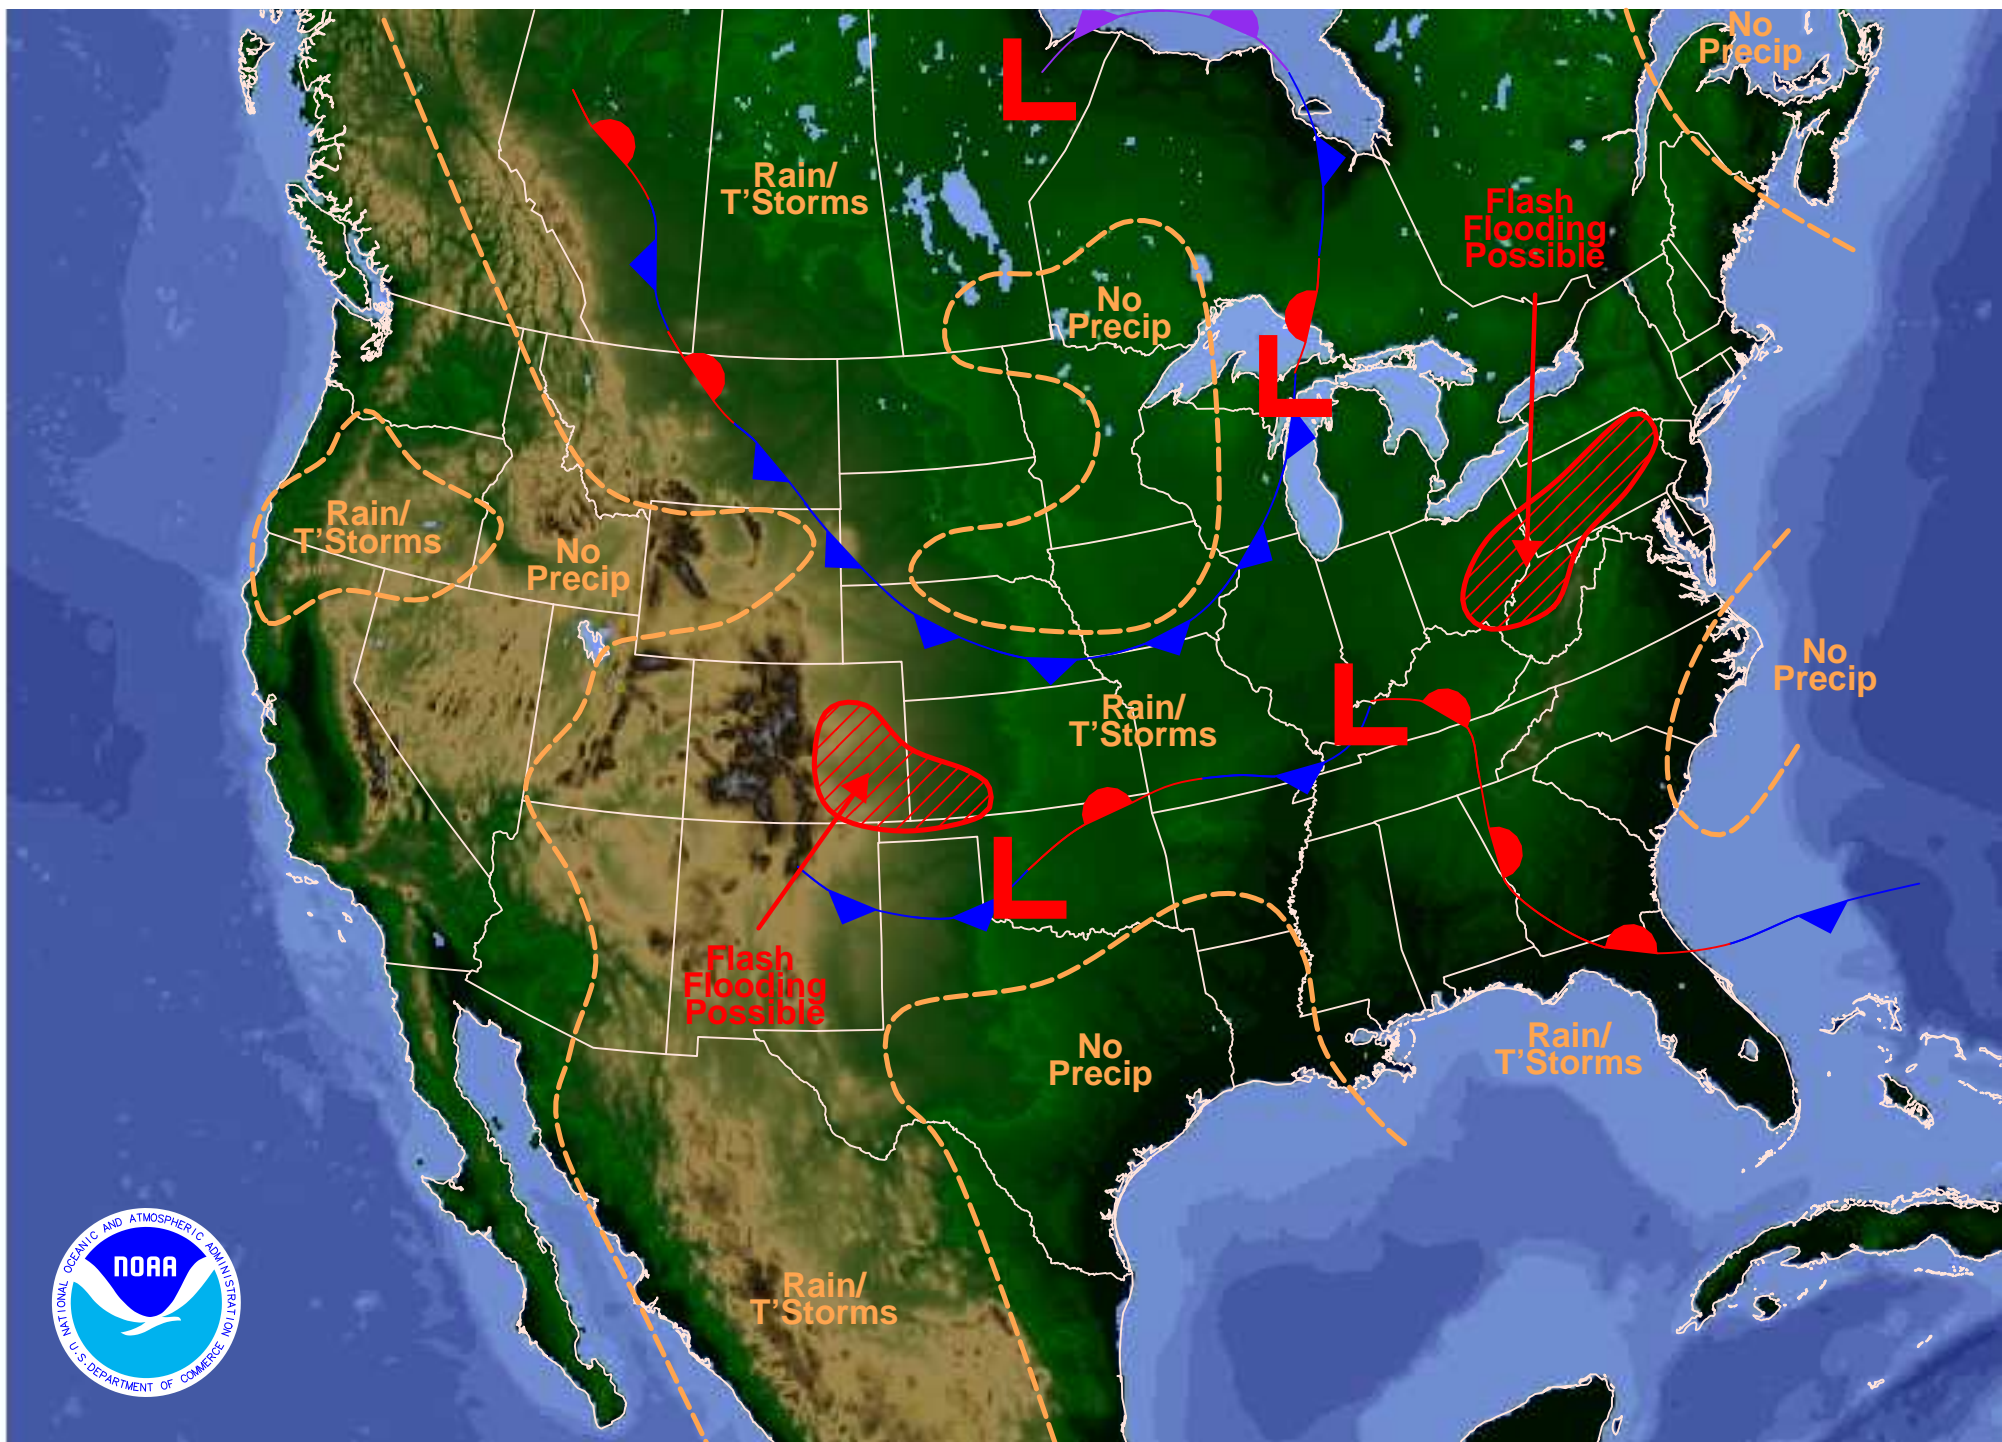 No
Precip
Rain/
T'Storms
Flash
Flooding
Possible
No
Precip
Rain/
T'Storms
No
Precip
No
Precip
Rain/
T'Storms
Flash
Flooding
Possible
No
Precip
Rain/
T'Storms
Rain/
T'Storms
L
L
L
L
NATIONAL OCEANIC AND ATMOSPHERIC ADMINISTRATION
NOAA
U.S. DEPARTMENT OF COMMERCE